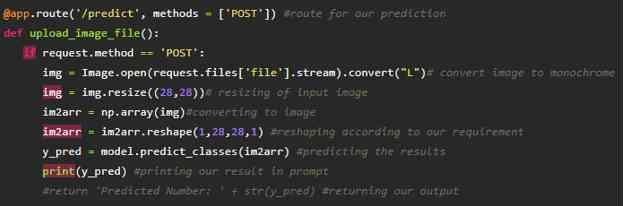 @app.route('/predict', methods = ['POST']) #route for our prediction
def upload_image_file():
if request.method == 'POST':
img = Image.open(request.files['file'].stream).convert("L")# convert image to monochrome
img = img.resize((28,28))# resizing of input image
im2arr = np.array(img)#converting to image
im2arr = im2arr.reshape(1,28,28,1) #reshaping according to our requirement
y_pred = model.predict_classes(im2arr) #predicting the results
print(y_pred) #printing our result in prompt
#return 'Predicted Number: ' + str(y_pred) #returning our output